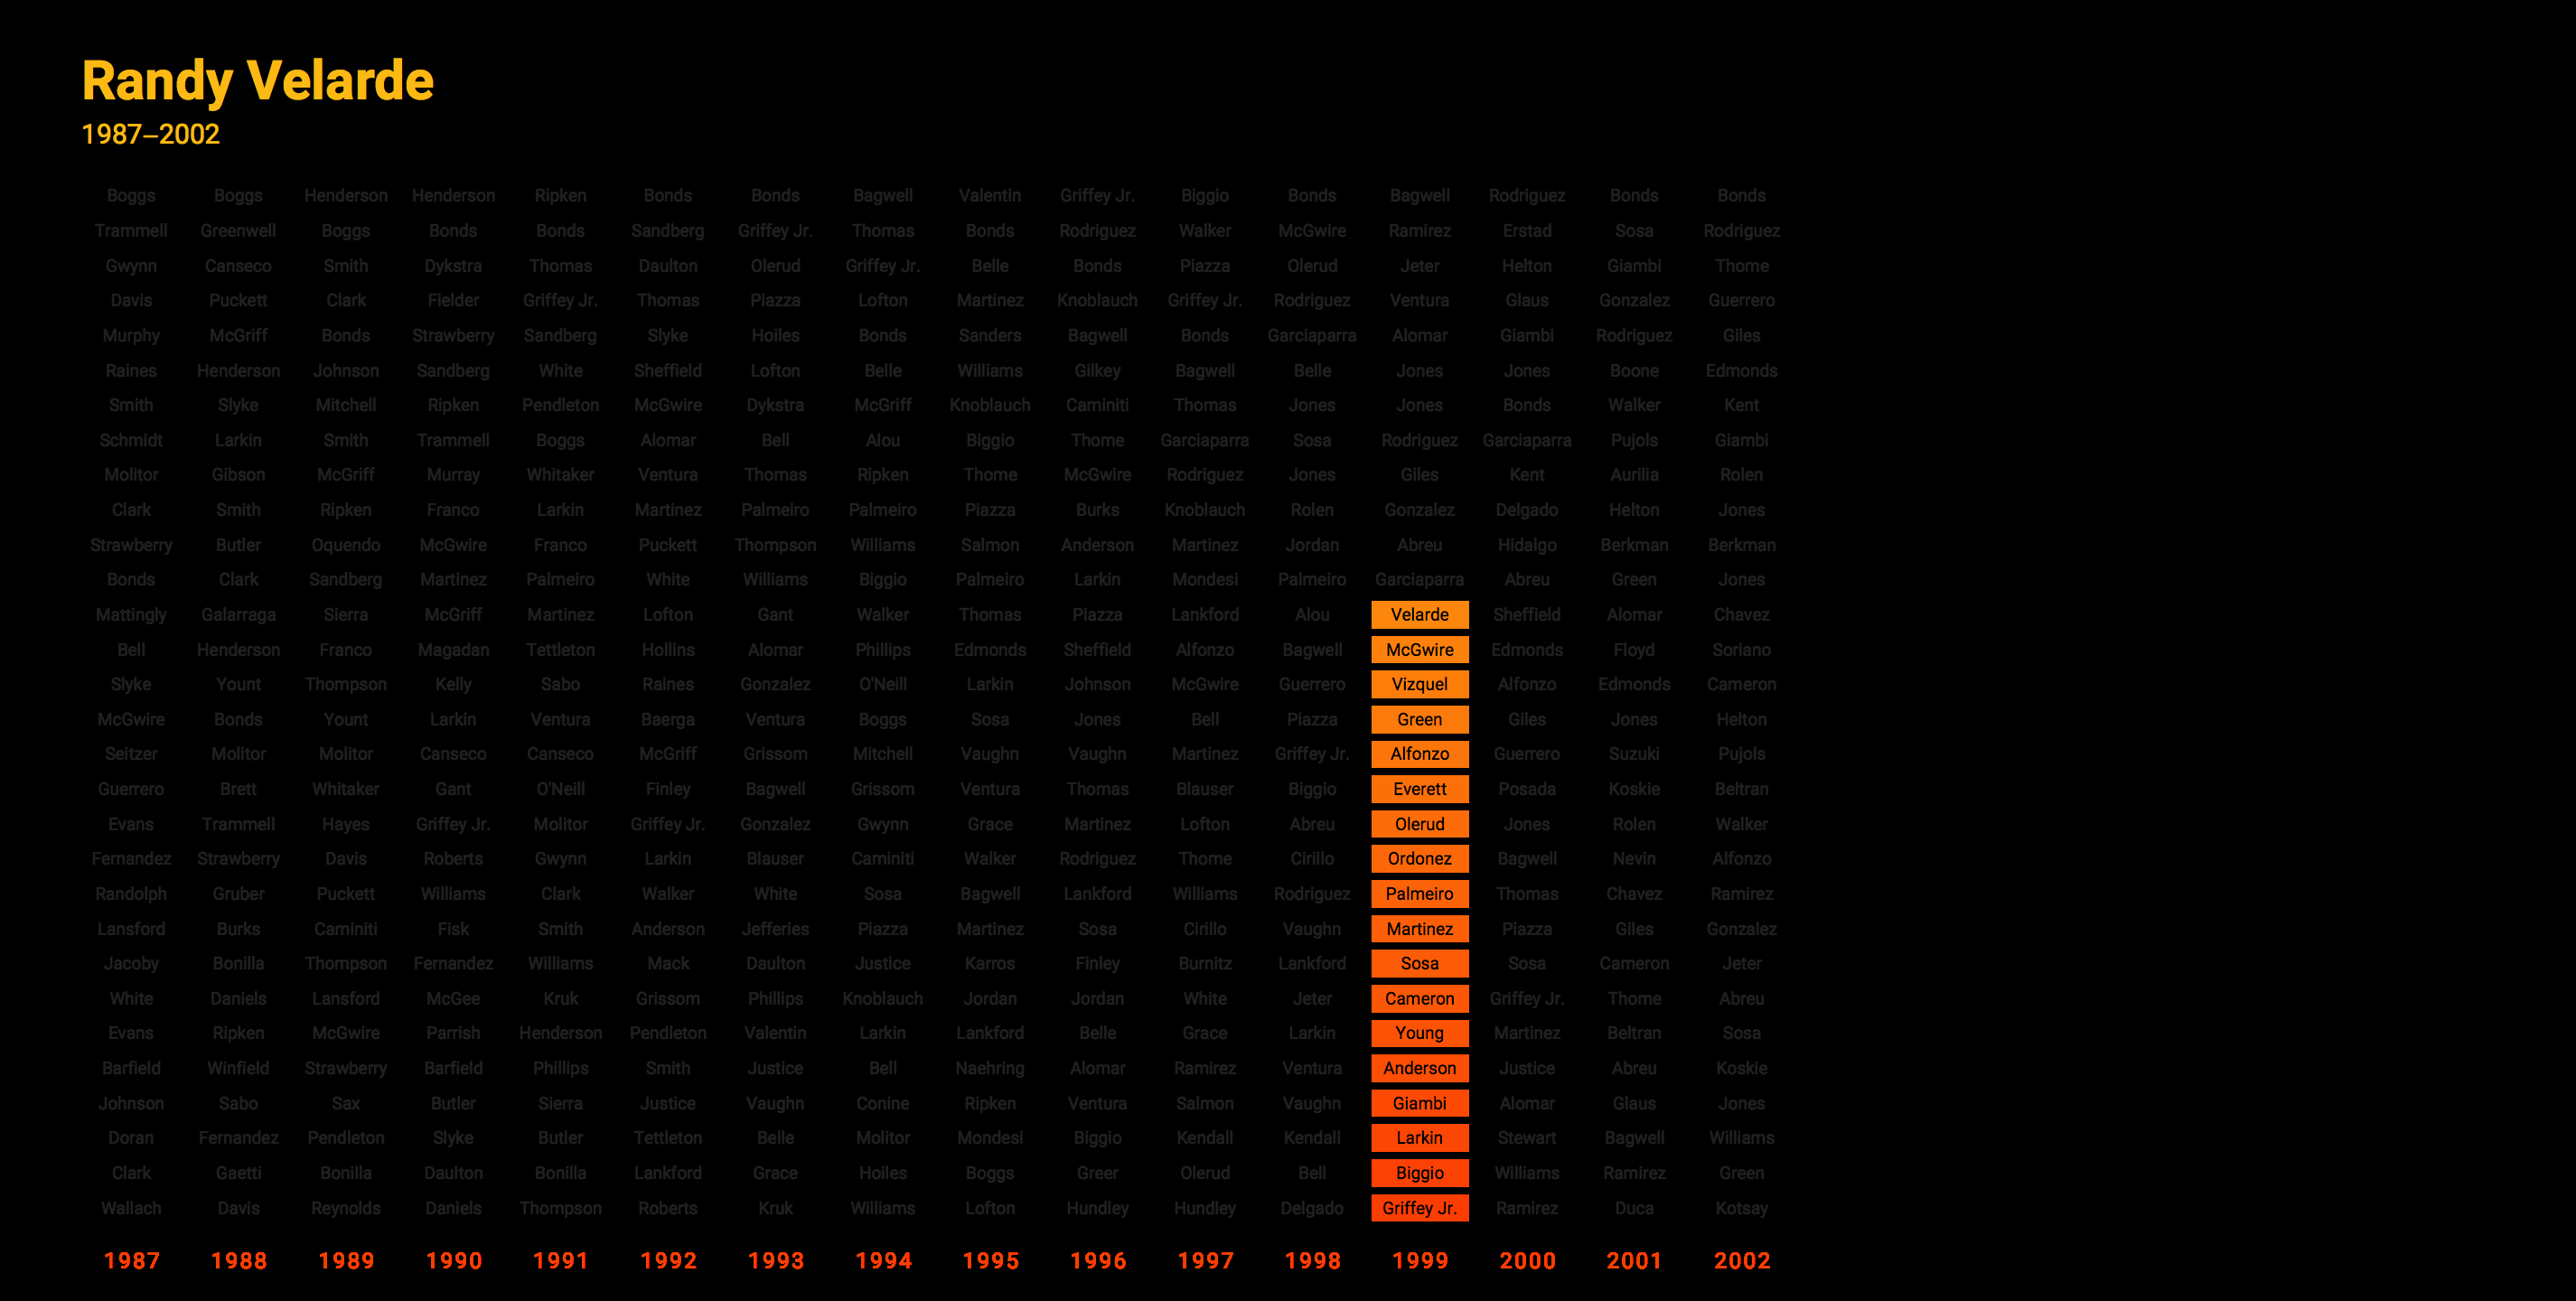 Randy Velarde
1987–2002
Boggs Boggs Henderson Henderson Ripken Bonds Bonds Bagwell Valentin Griffey Jr. Biggio Bonds Bagwell Rodriguez Bonds Bonds
Trammell Greenwell Boggs Bonds Bonds Sandberg Griffey Jr. Thomas Bonds Rodriguez Walker McGwire Ramirez Erstad Sosa Rodriguez
Gwynn Canseco Smith Dykstra Thomas Daulton Olerud Griffey Jr. Belle Bonds Piazza Olerud Jeter Helton Giambi Thome
Davis Puckett Clark Fielder Griffey Jr. Thomas Piazza Lofton Martinez Knoblauch Griffey Jr. Rodriguez Ventura Glaus Gonzalez Guerrero
Murphy McGriff Bonds Strawberry Sandberg Slyke Hoiles Bonds Sanders Bagwell Bonds Garciaparra Alomar Giambi Rodriguez Giles
Raines Henderson Johnson Sandberg White Sheffield Lofton Belle Williams Gilkey Bagwell Belle Jones Jones Boone Edmonds
Smith Slyke Mitchell Ripken Pendleton McGwire Dykstra McGriff Knoblauch Caminiti Thomas Jones Jones Bonds Walker Kent
Schmidt Larkin Smith Trammell Boggs Alomar Bell Alou Biggio Thome Garciaparra Sosa Rodriguez Garciaparra Pujols Giambi
Molitor Gibson McGriff Murray Whitaker Ventura Thomas Ripken Thome McGwire Rodriguez Jones Giles Kent Aurilia Rolen
Clark Smith Ripken Franco Larkin Martinez Palmeiro Palmeiro Piazza Burks Knoblauch Rolen Gonzalez Delgado Helton Jones
Strawberry Butler Oquendo McGwire Franco Puckett Thompson Williams Salmon Anderson Martinez Jordan Abreu Hidalgo Berkman Berkman
Bonds Clark Sandberg Martinez Palmeiro White Williams Biggio Palmeiro Larkin Mondesi Palmeiro Garciaparra Abreu Green Jones
Mattingly Galarraga Sierra McGriff Martinez Lofton Gant Walker Thomas Piazza Lankford Alou Velarde Sheffield Alomar Chavez
Bell Henderson Franco Magadan Tettleton Hollins Alomar Phillips Edmonds Sheffield Alfonzo Bagwell McGwire Edmonds Floyd Soriano
Slyke Yount Thompson Kelly Sabo Raines Gonzalez O'Neill Larkin Johnson McGwire Guerrero Vizquel Alfonzo Edmonds Cameron
McGwire Bonds Yount Larkin Ventura Baerga Ventura Boggs Sosa Jones Bell Piazza Green Giles Jones Helton
Seitzer Molitor Molitor Canseco Canseco McGriff Grissom Mitchell Vaughn Vaughn Martinez Griffey Jr. Alfonzo Guerrero Suzuki Pujols
Guerrero Brett Whitaker Gant O'Neill Finley Bagwell Grissom Ventura Thomas Blauser Biggio Everett Posada Koskie Beltran
Evans Trammell Hayes Griffey Jr. Molitor Griffey Jr. Gonzalez Gwynn Grace Martinez Lofton Abreu Olerud Jones Rolen Walker
Fernandez Strawberry Davis Roberts Gwynn Larkin Blauser Caminiti Walker Rodriguez Thome Cirillo Ordonez Bagwell Nevin Alfonzo
Randolph Gruber Puckett Williams Clark Walker White Sosa Bagwell Lankford Williams Rodriguez Palmeiro Thomas Chavez Ramirez
Lansford Burks Caminiti Fisk Smith Anderson Jefferies Piazza Martinez Sosa Cirillo Vaughn Martinez Piazza Giles Gonzalez
Jacoby Bonilla Thompson Fernandez Williams Mack Daulton Justice Karros Finley Burnitz Lankford Sosa Sosa Cameron Jeter
White Daniels Lansford McGee Kruk Grissom Phillips Knoblauch Jordan Jordan White Jeter Cameron Griffey Jr. Thome Abreu
Evans Ripken McGwire Parrish Henderson Pendleton Valentin Larkin Lankford Belle Grace Larkin Young Martinez Beltran Sosa
Barfield Winfield Strawberry Barfield Phillips Smith Justice Bell Naehring Alomar Ramirez Ventura Anderson Justice Abreu Koskie
Johnson Sabo Sax Butler Sierra Justice Vaughn Conine Ripken Ventura Salmon Vaughn Giambi Alomar Glaus Jones
Doran Fernandez Pendleton Slyke Butler Tettleton Belle Molitor Mondesi Biggio Kendall Kendall Larkin Stewart Bagwell Williams
Clark Gaetti Bonilla Daulton Bonilla Lankford Grace Hoiles Boggs Greer Olerud Bell Biggio Williams Ramirez Green
Wallach Davis Reynolds Daniels Thompson Roberts Kruk Williams Lofton Hundley Hundley Delgado Griffey Jr. Ramirez Duca Kotsay
1987 1988 1989 1990 1991 1992 1993 1994 1995 1996 1997 1998 1999 2000 2001 2002